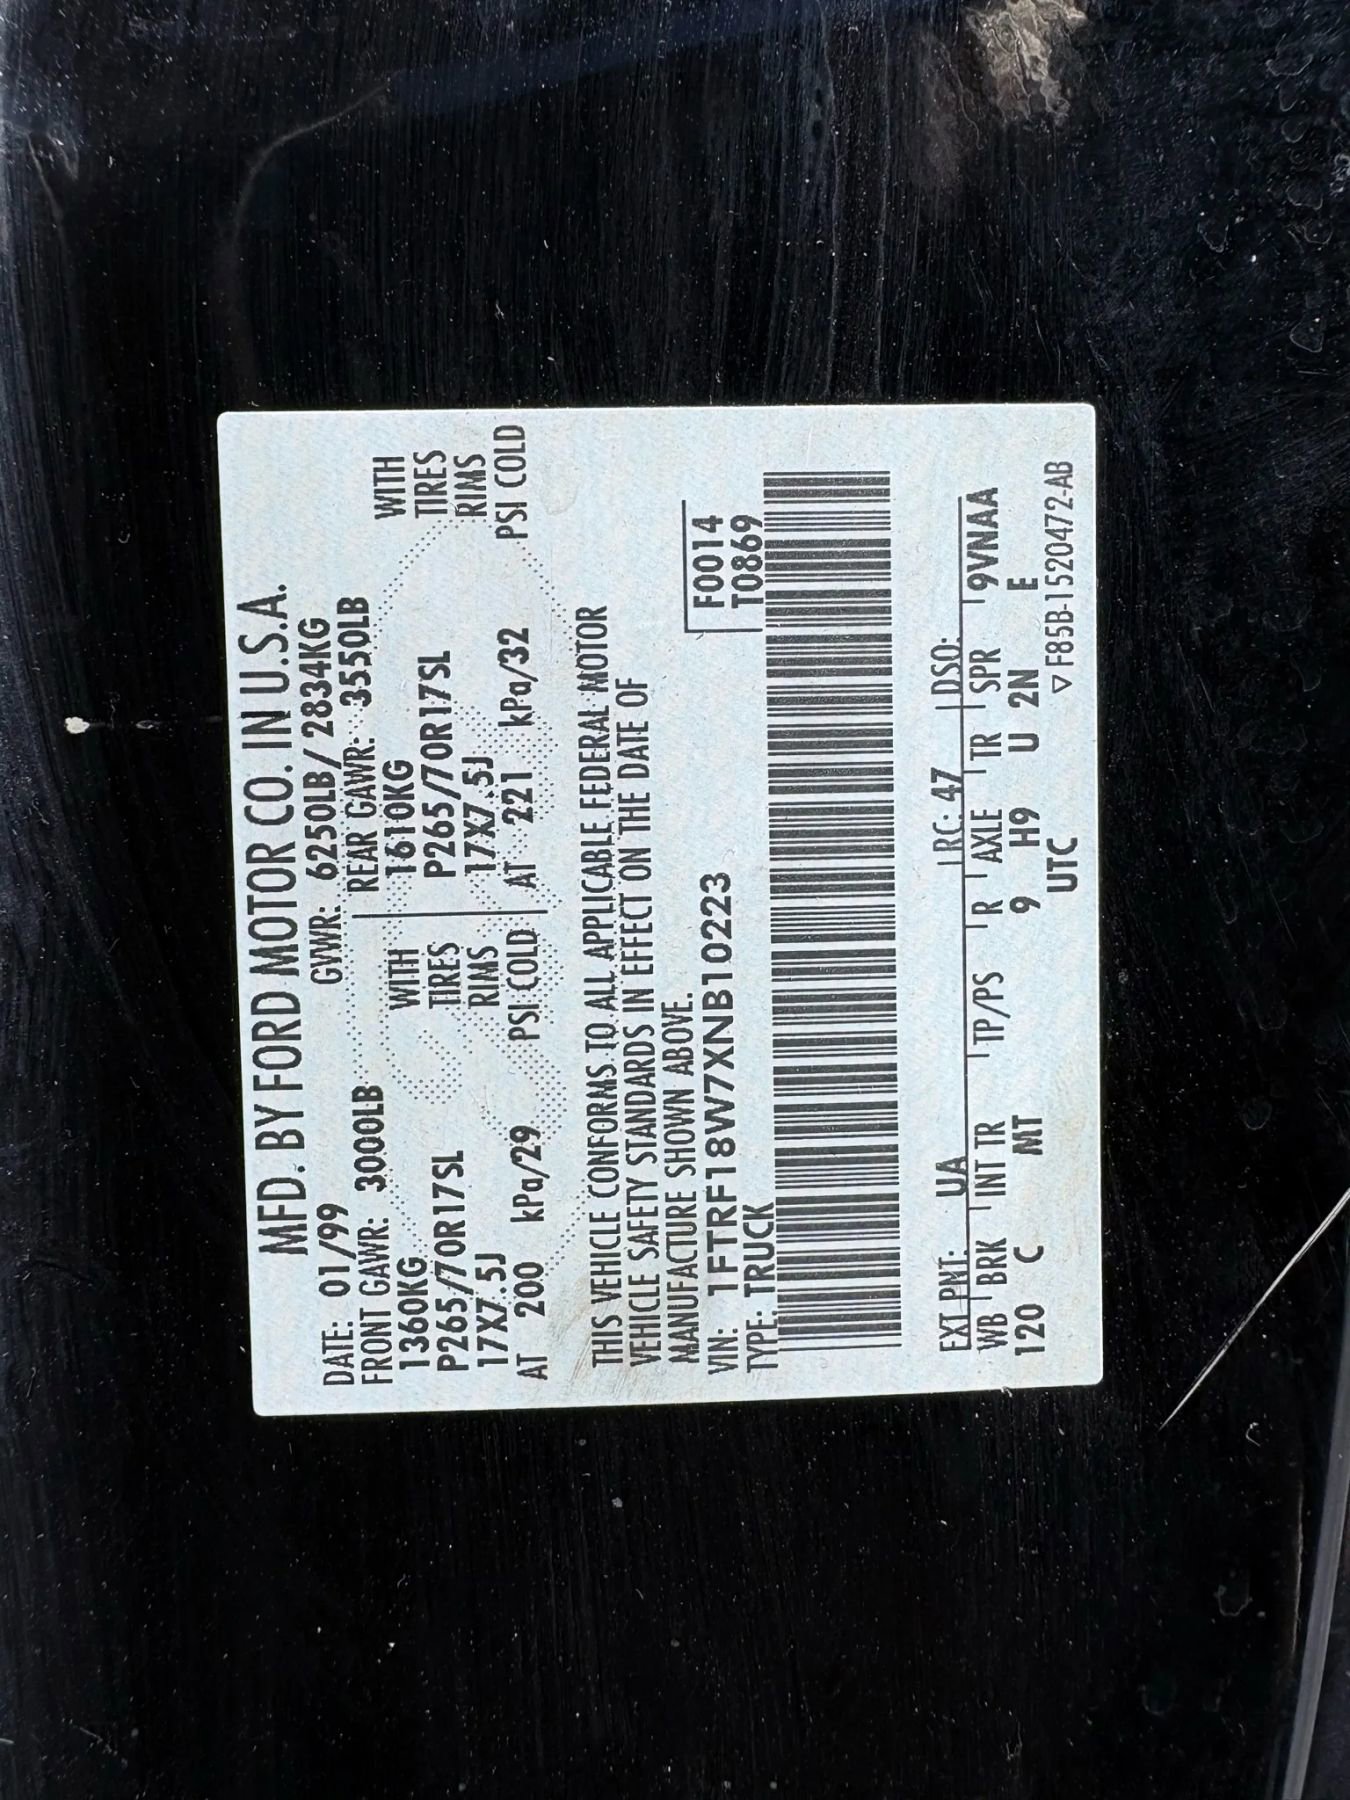 MFD. BY FORD MOTOR CO. IN U.S.A.
DATE: 01/99 GVWR: 6250LB/ 2834KG
FRONT GAWR: 3000LB REAR GAWR: 3550LB
1360KG WITH 1610KG WITH
P265/70R17SL TIRES P265/70R17SL TIRES
17X7.5J RIMS 17X7.5J RIMS
AT 200 kPa/29 PSI COLD AT 221 kPa/32 PSI COLD
THIS VEHICLE CONFORMS TO ALL APPLICABLE FEDERAL MOTOR
VEHICLE SAFETY STANDARDS IN EFFECT ON THE DATE OF
MANUFACTURE SHOWN ABOVE.
VIN: 1FTRF18W7XNB10223 F0014
TYPE: TRUCK T0869
EXT PNT: UA RC: 47 DSO:
WB BRK INT TR TP/PS R AXLE TR SPR 9VNAA
120 C MT 9 H9 U 2N E
UTC ▽ F85B-1520472-AB